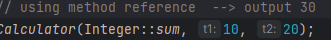 // using method reference --> output 30
Calculator(Integer::sum, t1: 10, t2: 20);